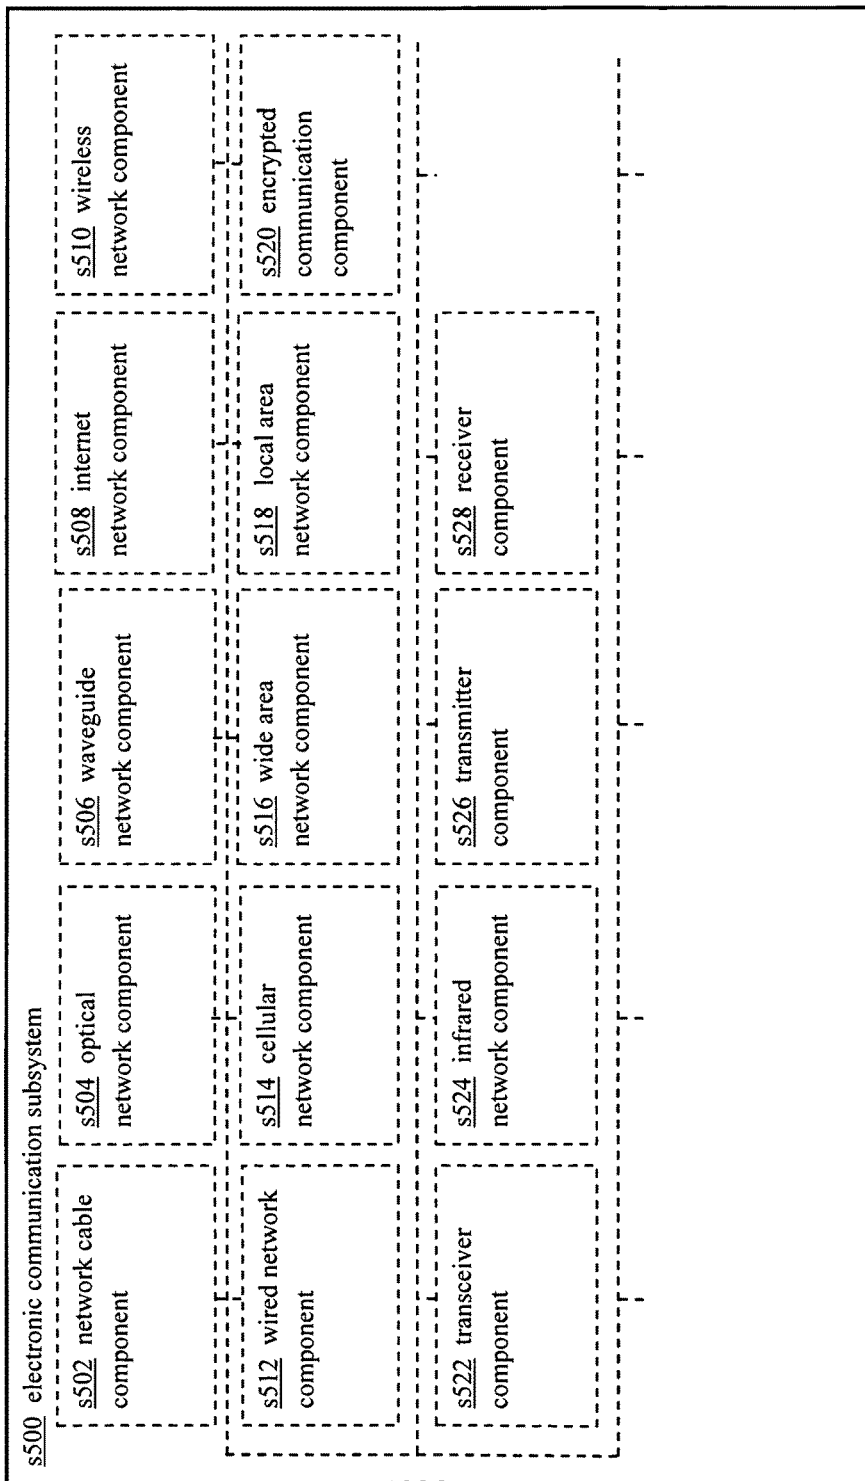 s500 electronic communication subsystem
s502 network cable
component
s504 optical
network component
s506 waveguide
network component
s508 internet
network component
s510 wireless
network component
s512 wired network
component
s514 cellular
network component
s516 wide area
network component
s518 local area
network component
s520 encrypted
communication
component
s522 transceiver
component
s524 infrared
network component
s526 transmitter
component
s528 receiver
component